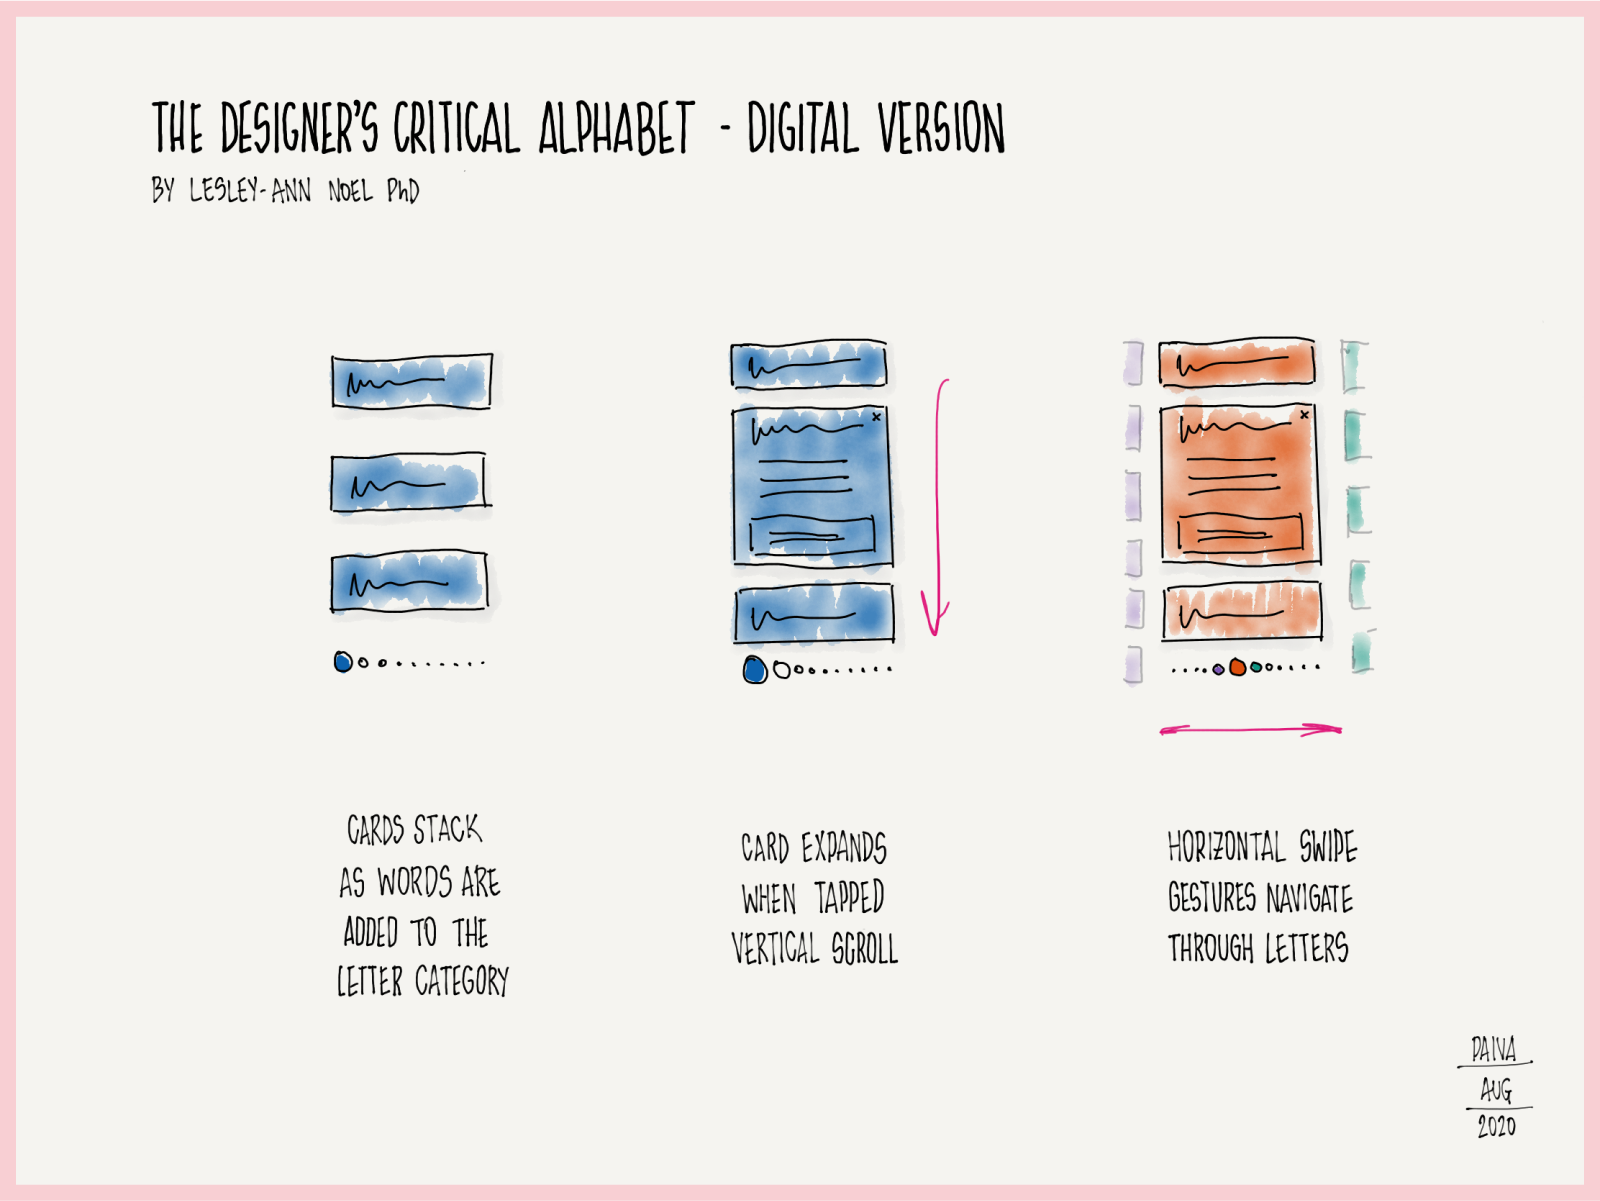 THE DESIGNER'S CRITICAL ALPHABET - DIGITAL VERSION
BY LESLEY-ANN NOEL PhD
CARDS STACK
AS WORDS ARE
ADDED TO THE
LETTER CATEGORY
CARD EXPANDS
WHEN TAPPED
VERTICAL SCROLL
HORIZONTAL SWIPE
GESTURES NAVIGATE
THROUGH LETTERS
PAIVA
AUG
2020